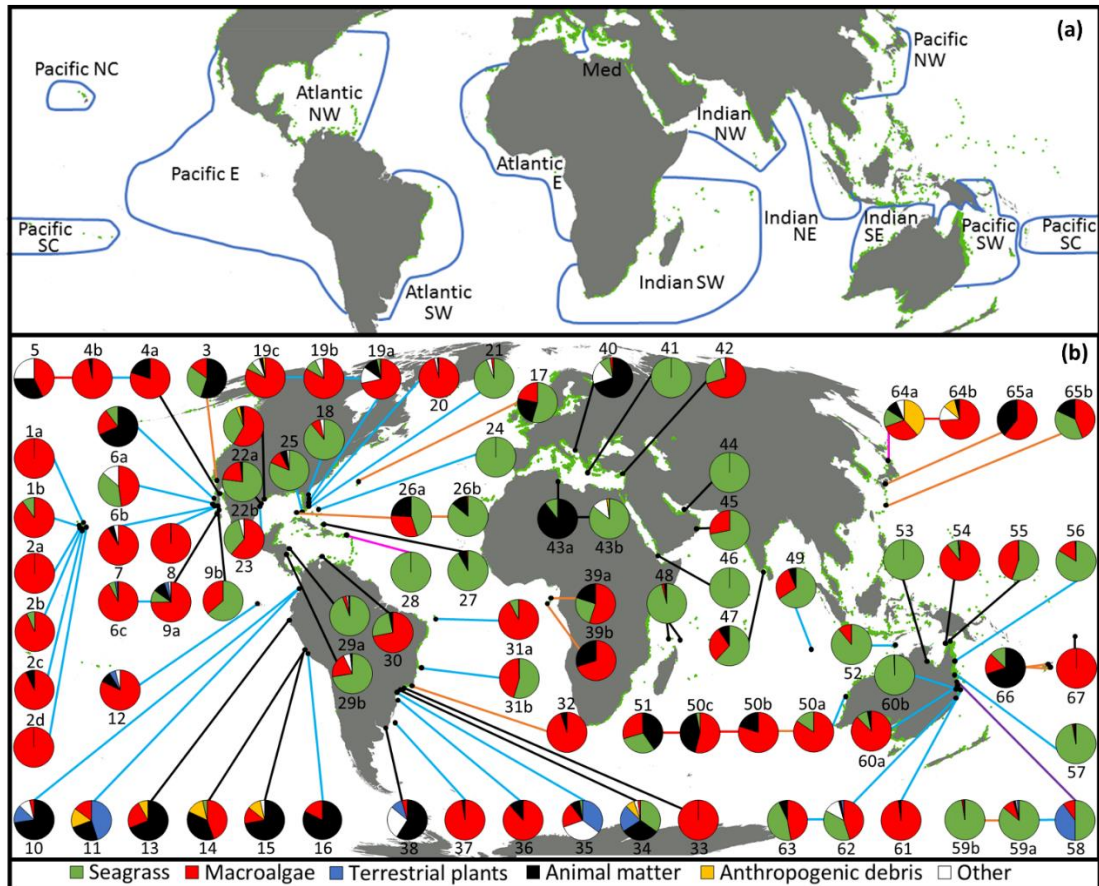 (a)
Pacific NC
Pacific SC
Pacific E
Atlantic NW
Atlantic SW
Atlantic E
Med
Indian NW
Indian SW
Indian NE
Indian SE
Pacific NW
Pacific SW
Pacific SC
(b)
5 4b 4a 3 19c 19b 19a 20 21 17 40 41 42 64a 64b 65a 65b
1a 6a 22a 25 18 24 44
1b 6b 22b 26a 26b 43a 43b 45 53 54 55 56
2a 7 8 23 28 27 46 49
2b 6c 9a 9b 29a 30 31a 39a 48 47 52 60b 66 67
2c 12 29b 31b 39b
2d 32 51 50c 50b 50a 60a 57
10 11 13 14 15 16 38 37 36 35 34 33 63 62 61 59b 59a 58
Seagrass Macroalgae Terrestrial plants Animal matter Anthropogenic debris Other